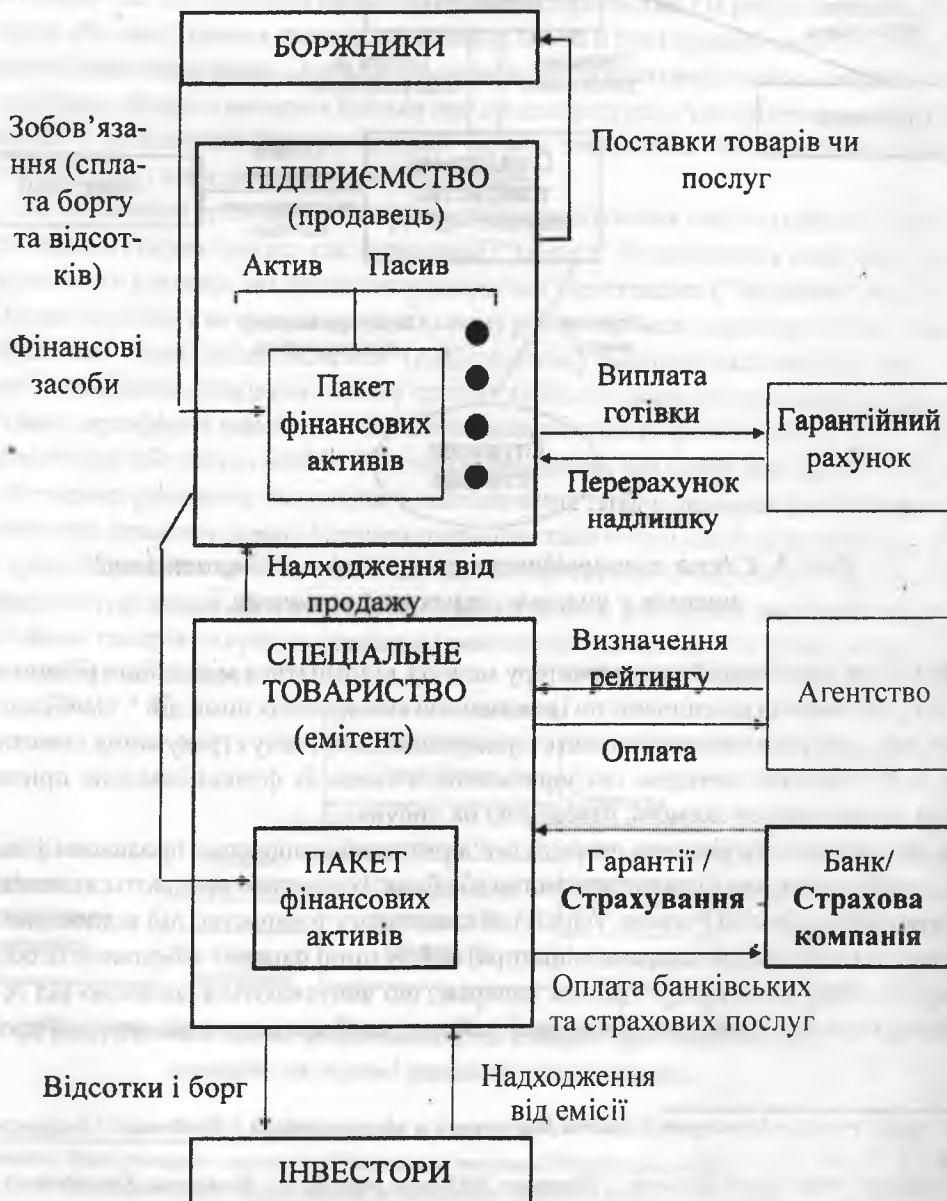 БОРЖНИКИ
Зобов’яза-
ння (спла-
та боргу
та відсот-
ків)
Поставки товарів чи
послуг
ПІДПРИЄМСТВО
(продавець)
Актив Пасив
Фінансові
засоби
Пакет
фінансових
активів
Виплата
готівки
Гарантійний
рахунок
Перерахунок
надлишку
Надходження від
продажу
СПЕЦІАЛЬНЕ
ТОВАРИСТВО
(емітент)
Визначення
рейтингу
Агентство
Оплата
ПАКЕТ
фінансових
активів
Гарантії /
Страхування
Банк/
Страхова
компанія
Оплата банківських
та страхових послуг
Відсотки і борг
Надходження
від емісії
ІНВЕСТОРИ